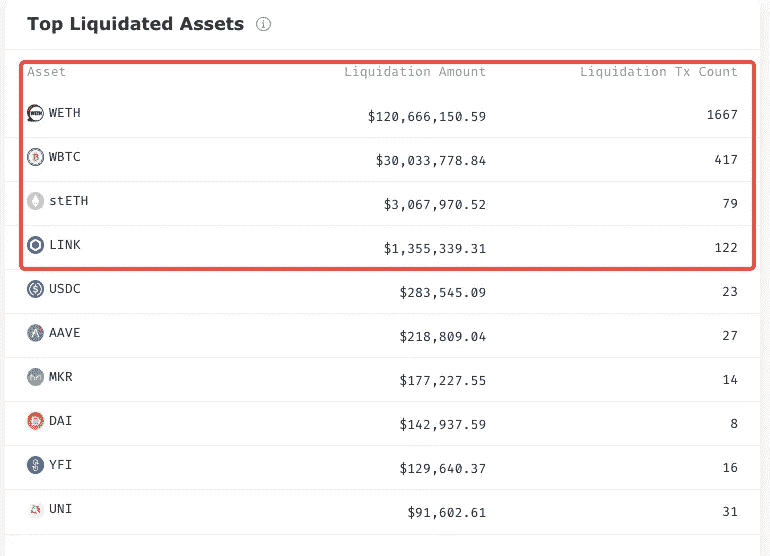 Top Liquidated Assets
Asset Liquidation Amount Liquidation Tx Count
WETH $120,666,150.59 1667
WBTC $30,033,778.84 417
stETH $3,067,970.52 79
LINK $1,355,339.31 122
USDC $283,545.09 23
AAVE $218,809.04 27
MKR $177,227.55 14
DAI $142,937.59 8
YFI $129,640.37 16
UNI $91,602.61 31